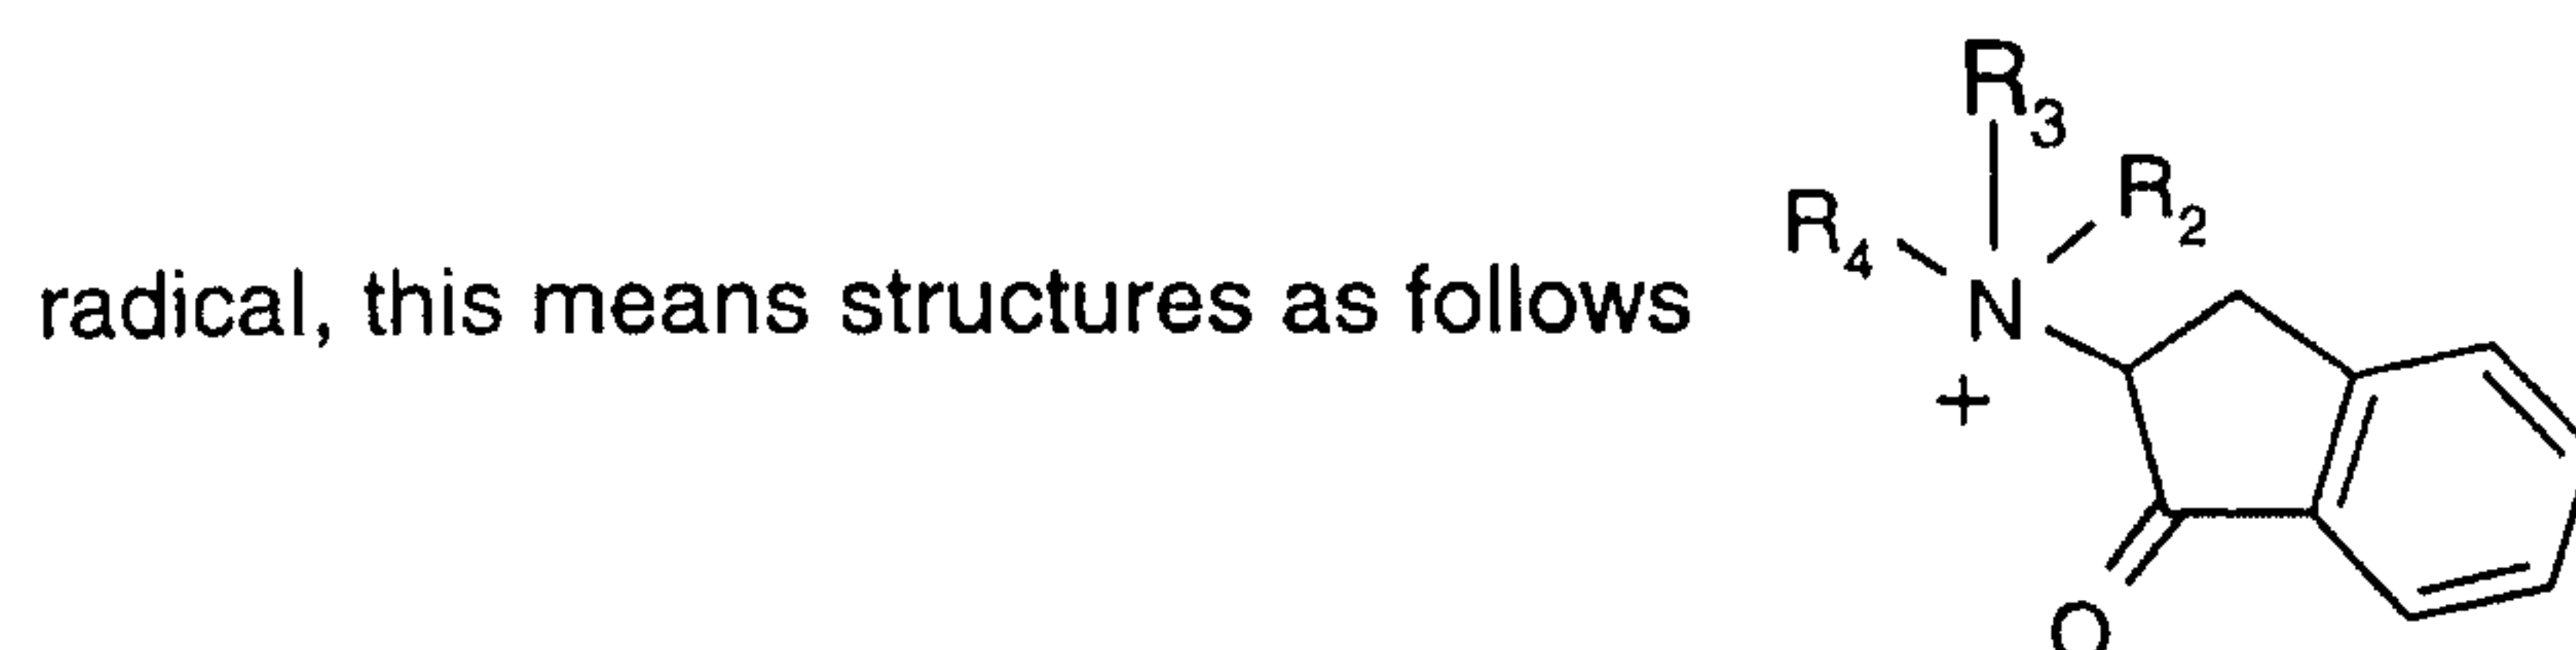 radical, this means structures as follows
R3
R4
R2
N
+
O